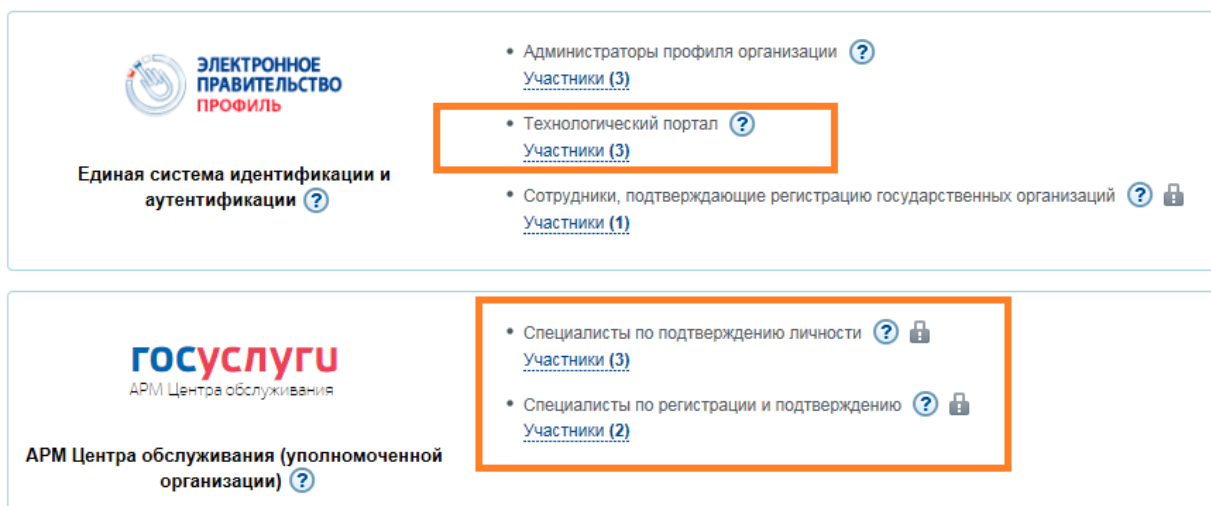 ЭЛЕКТРОННОЕ
ПРАВИТЕЛЬСТВО
ПРОФИЛЬ
Единая система идентификации и
аутентификации ?
• Администраторы профиля организации ?
Участники (3)
• Технологический портал ?
Участники (3)
• Сотрудники, подтверждающие регистрацию государственных организаций ?
Участники (1)
госуслуги
АРМ Центра обслуживания
АРМ Центра обслуживания (уполномоченной
организации) ?
• Специалисты по подтверждению личности ?
Участники (3)
• Специалисты по регистрации и подтверждению ?
Участники (2)